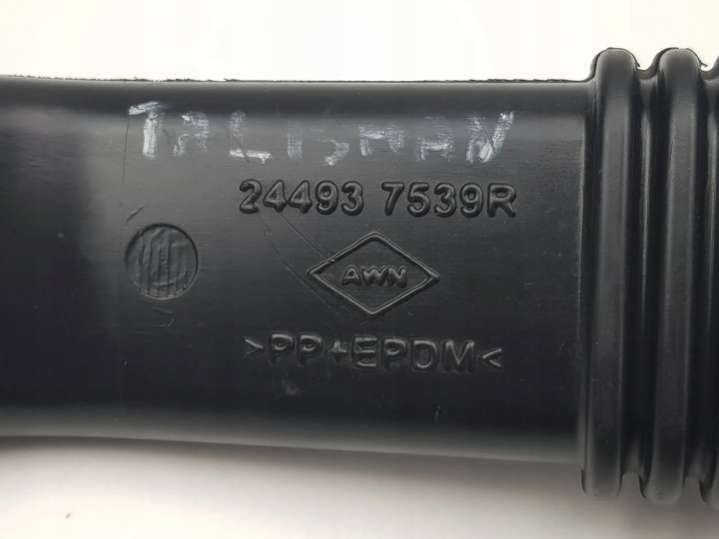 TALISMAN
24493 7539R
AWN
>PP+EPDM<